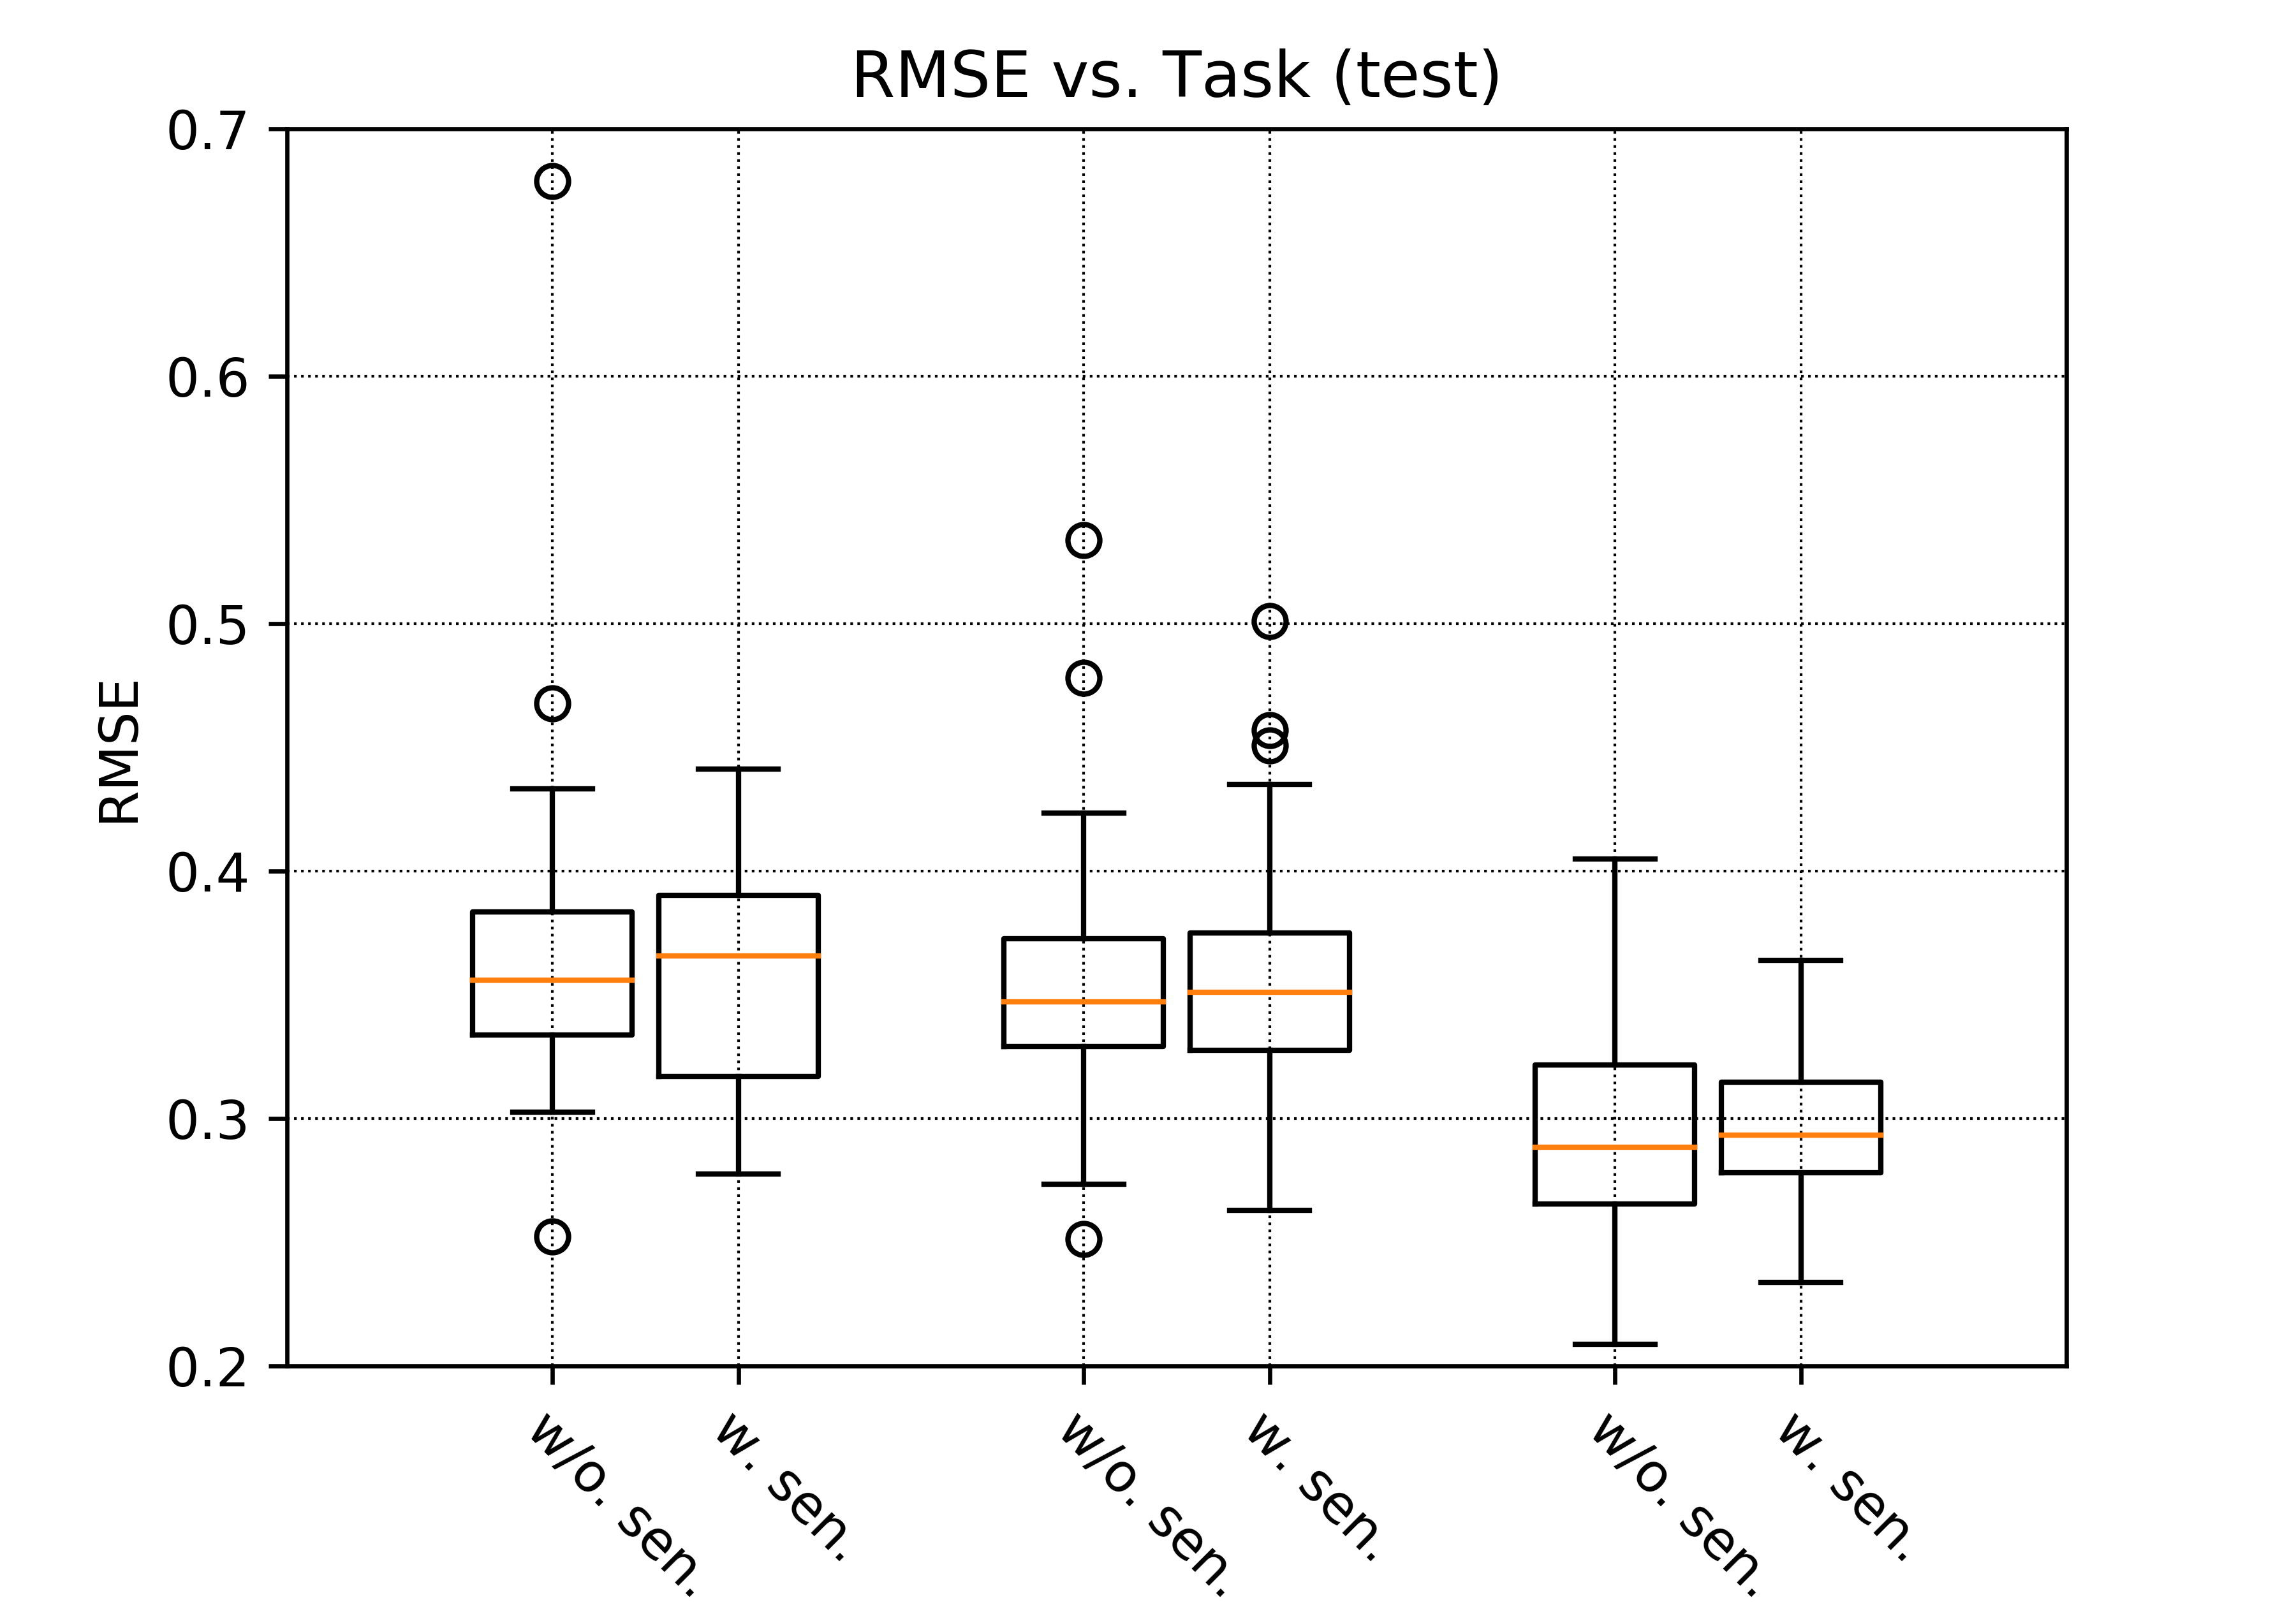 RMSE vs. Task (test)
0.7
0.6
0.5
0.4
0.3
0.2
RMSE
w/o. sen.
w. sen.
w/o. sen.
w. sen.
w/o. sen.
w. sen.